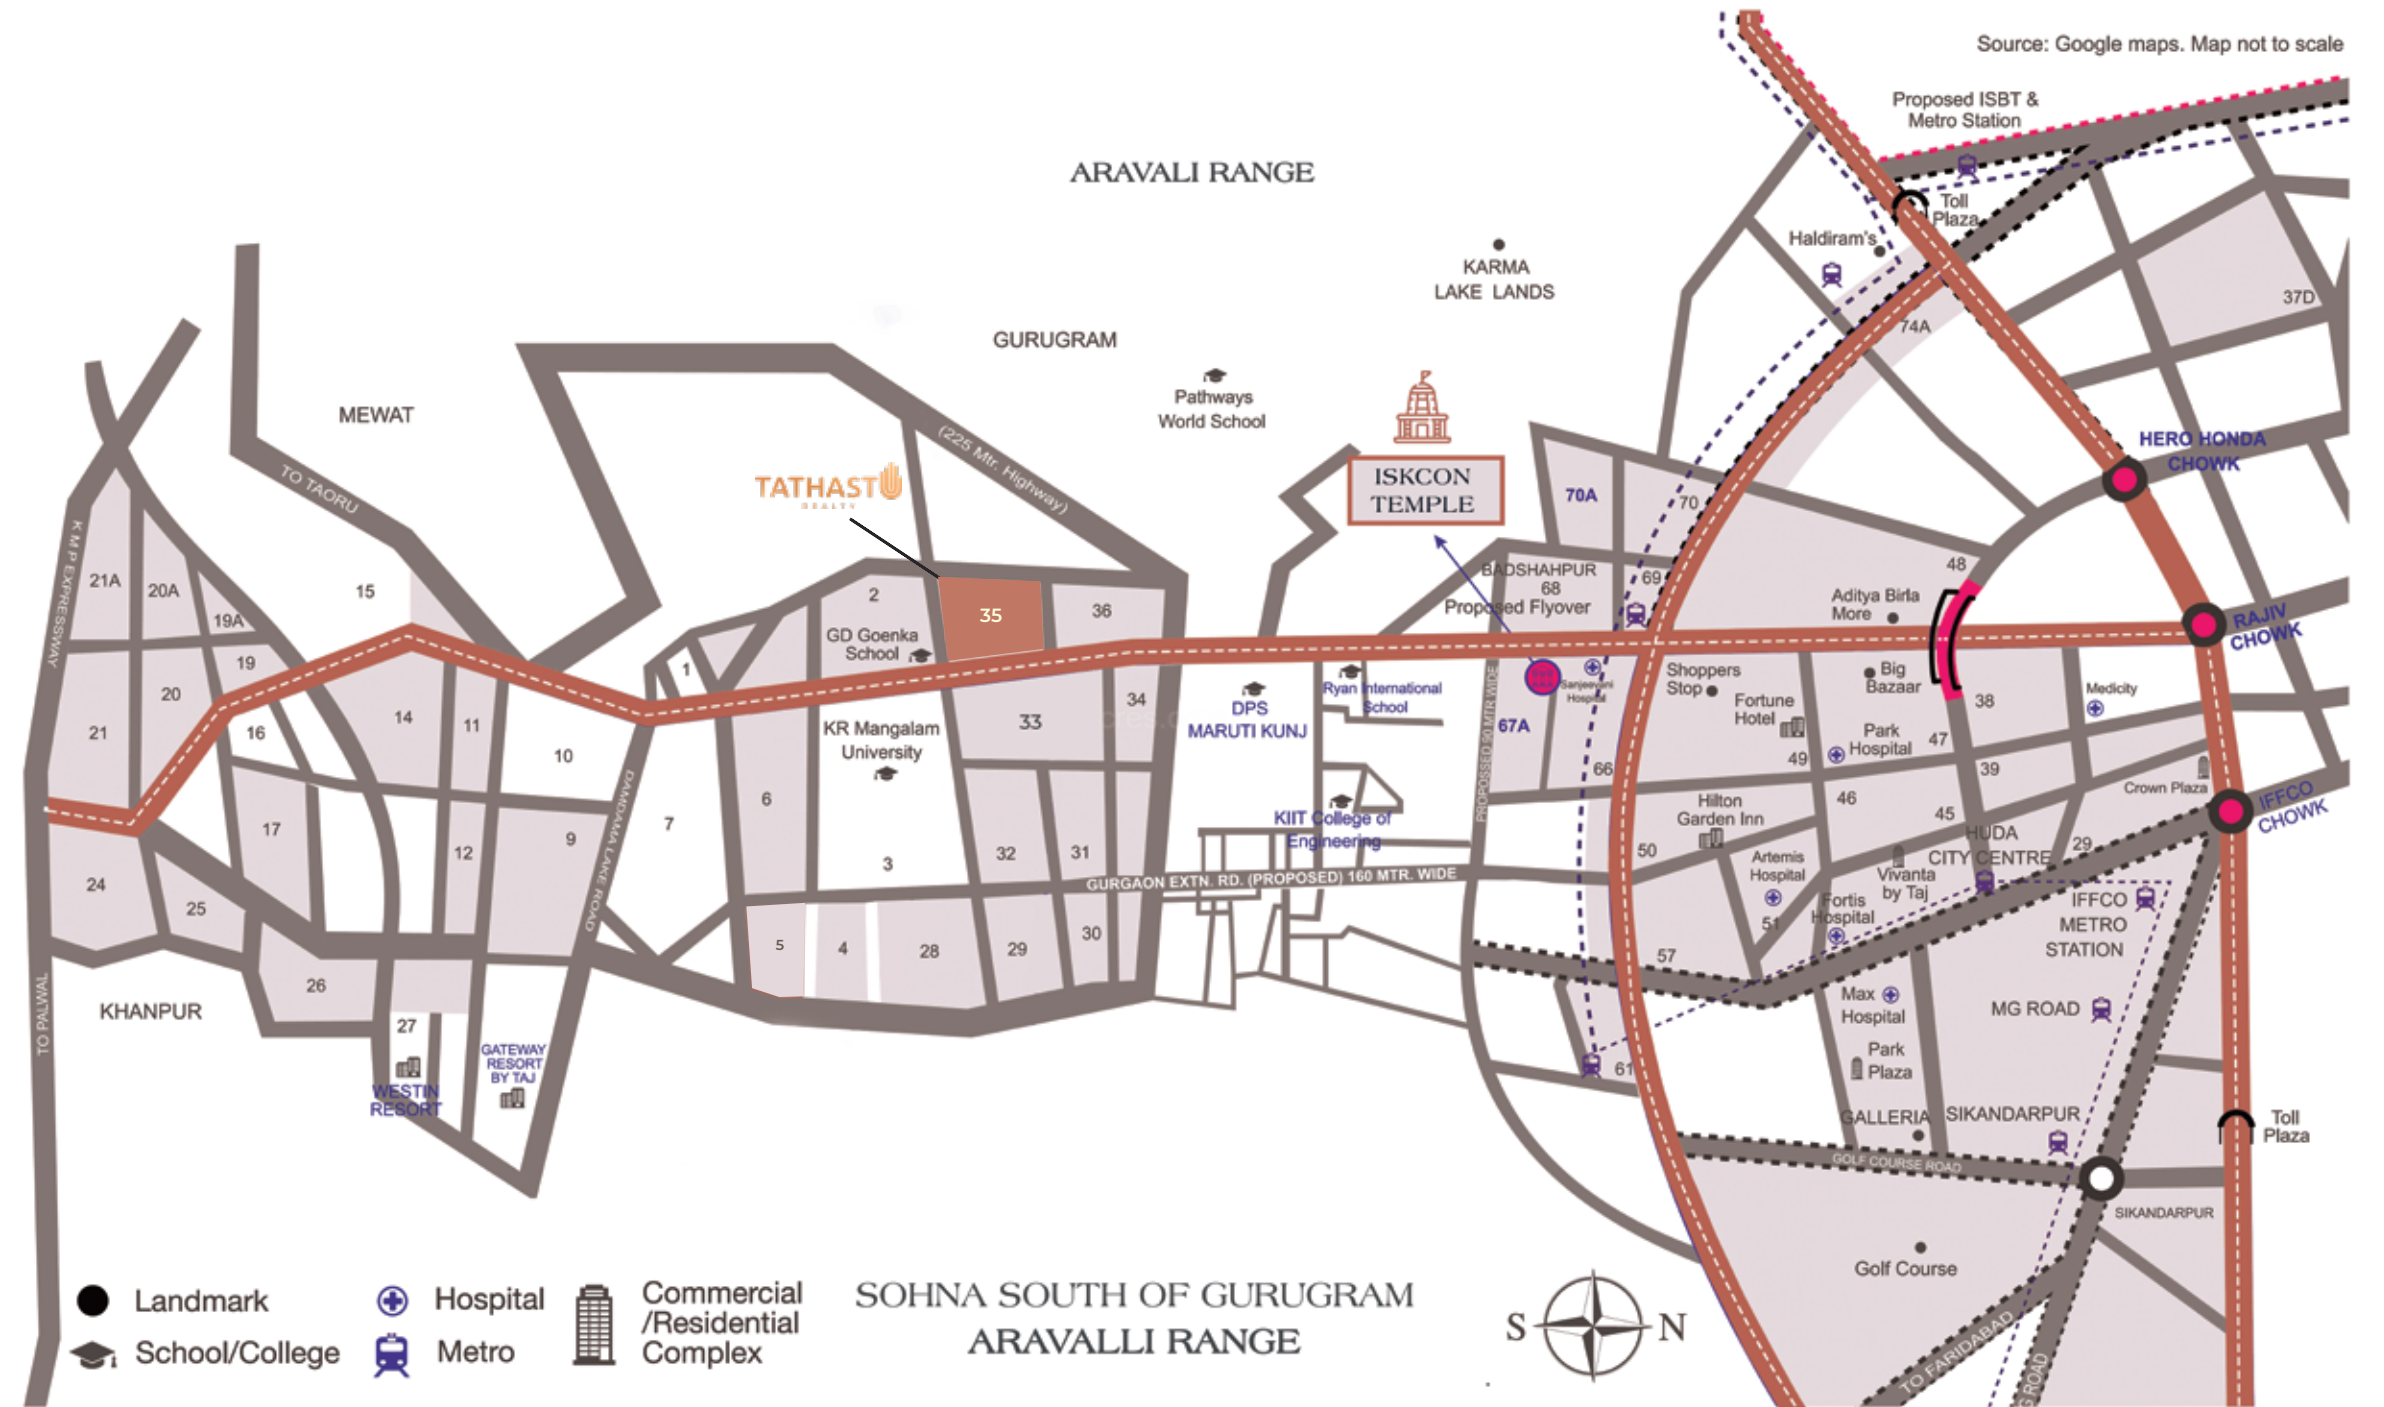 Source: Google maps. Map not to scale
Proposed ISBT &
Metro Station
ARAVALI RANGE
Toll
Plaza
Haldiram's
KARMA
LAKE LANDS
37D
74A
GURUGRAM
Pathways
World School
MEWAT
TO TAORU
(225 Mtr. Highway)
HERO HONDA
CHOWK
TATHASTU
REALTY
ISKCON
TEMPLE
70A
70
K M P EXPRESSWAY
21A
20A
19A
15
2
35
36
BADSHAHPUR
68
69
Proposed Flyover
48
Aditya Birla
More
RAJIV
CHOWK
GD Goenka
School
19
20
21
16
14
11
10
1
KR Mangalam
University
33
34
DPS
MARUTI KUNJ
Ryan International
School
Sanjeevani
Hospital
67A
PROPOSSED 90 MTR WIDE
66
Shoppers
Stop
Fortune
Hotel
Big
Bazaar
38
Medicity
Park
Hospital
47
49
39
Crown Plaza
IFFCO
CHOWK
17
12
9
DAMDAMA LAKE ROAD
7
6
3
32
31
KIIT College of
Engineering
GURGAON EXTN. RD. (PROPOSED) 160 MTR. WIDE
Hilton
Garden Inn
46
45
HUDA
CITY CENTRE
29
50
Artemis
Hospital
Vivanta
by Taj
Fortis
Hospital
51
IFFCO
METRO
STATION
24
25
26
5
4
28
29
30
57
KHANPUR
TO PALWAL
27
WESTIN
RESORT
GATEWAY
RESORT
BY TAJ
Max
Hospital
MG ROAD
Park
Plaza
61
GALLERIA
SIKANDARPUR
Toll
Plaza
GOLF COURSE ROAD
SIKANDARPUR
Golf Course
TO FARIDABAD
G ROAD
Landmark
School/College
Hospital
Metro
Commercial
/Residential
Complex
SOHNA SOUTH OF GURUGRAM
ARAVALLI RANGE
S
N